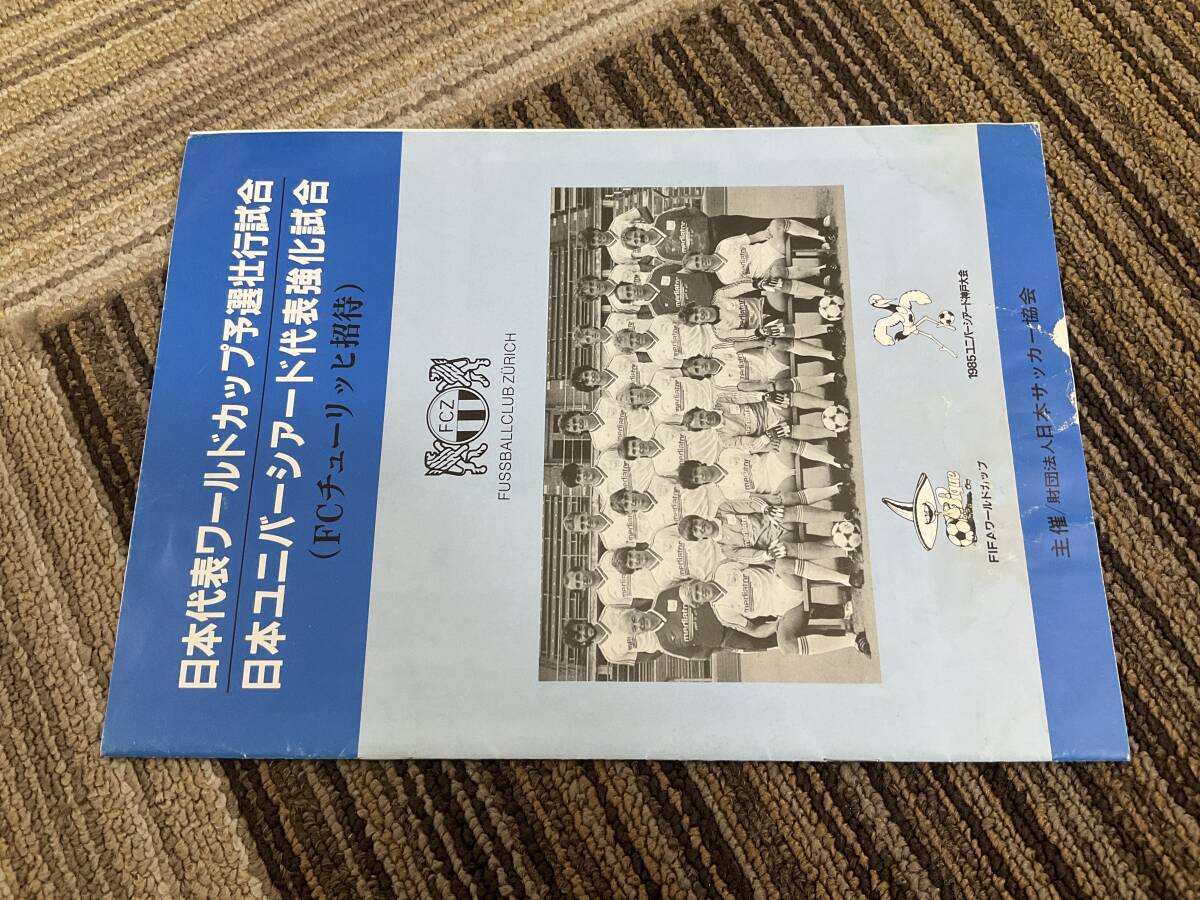 日本代表ワールドカップ予選壮行試合
日本ユニバーシアード代表強化試合
(FCチューリッヒ招待)
FCZ
FUSSBALLCLUB ZÜRICH
FIFAワールドカップ
1985ユニバーシアード神戸大会
主催/財団法人日本サッカー協会